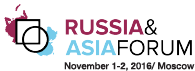 RUSSIA&
ASIAFORUM
November 1-2, 2016/ Moscow